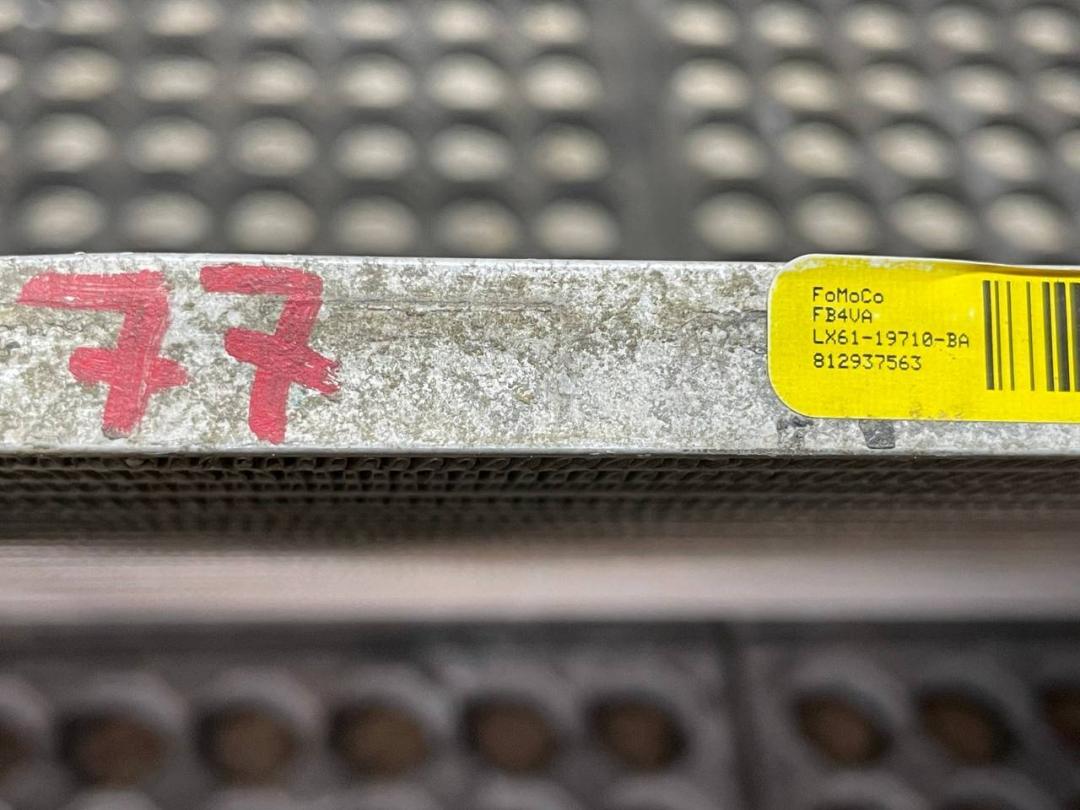 77
FoMoCo
FB4VA
LX61-19710-BA
812937563